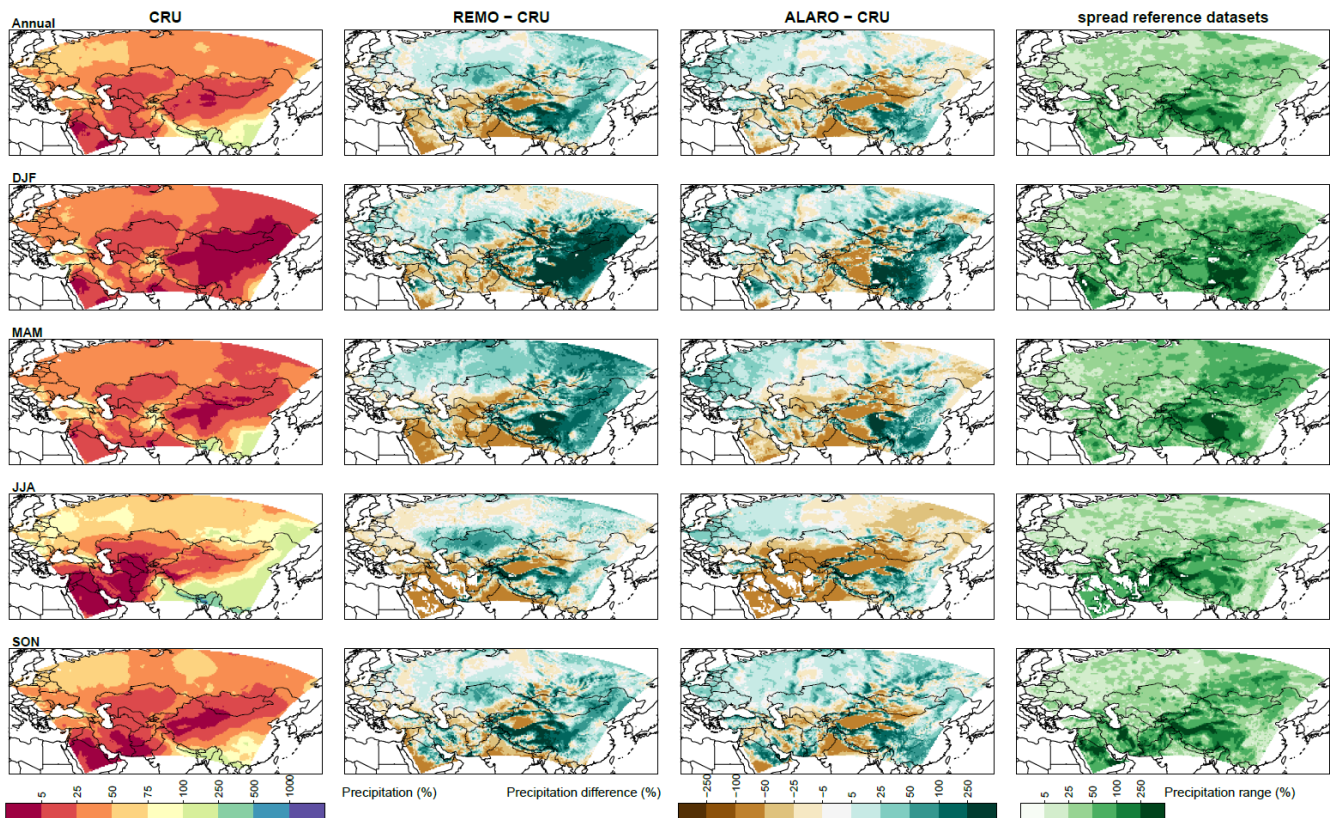 CRU
REMO − CRU
ALARO − CRU
spread reference datasets
Annual
DJF
MAM
JJA
SON
5 25 50 75 100 250 500 1000
Precipitation (%)
Precipitation difference (%)
−250 −100 −50 −25 −5 5 25 50 100 250
5 25 50 100 250
Precipitation range (%)